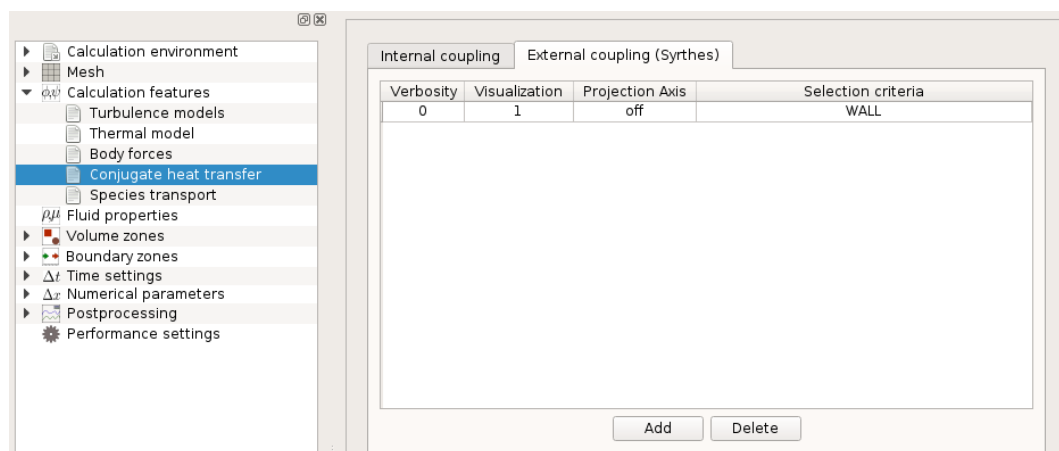 Calculation environment
Mesh
Calculation features
Turbulence models
Thermal model
Body forces
Conjugate heat transfer
Species transport
ρ,μ Fluid properties
Volume zones
Boundary zones
Δt Time settings
Δx Numerical parameters
Postprocessing
Performance settings
Internal coupling External coupling (Syrthes)
Verbosity Visualization Projection Axis Selection criteria
0 1 off WALL
Add Delete